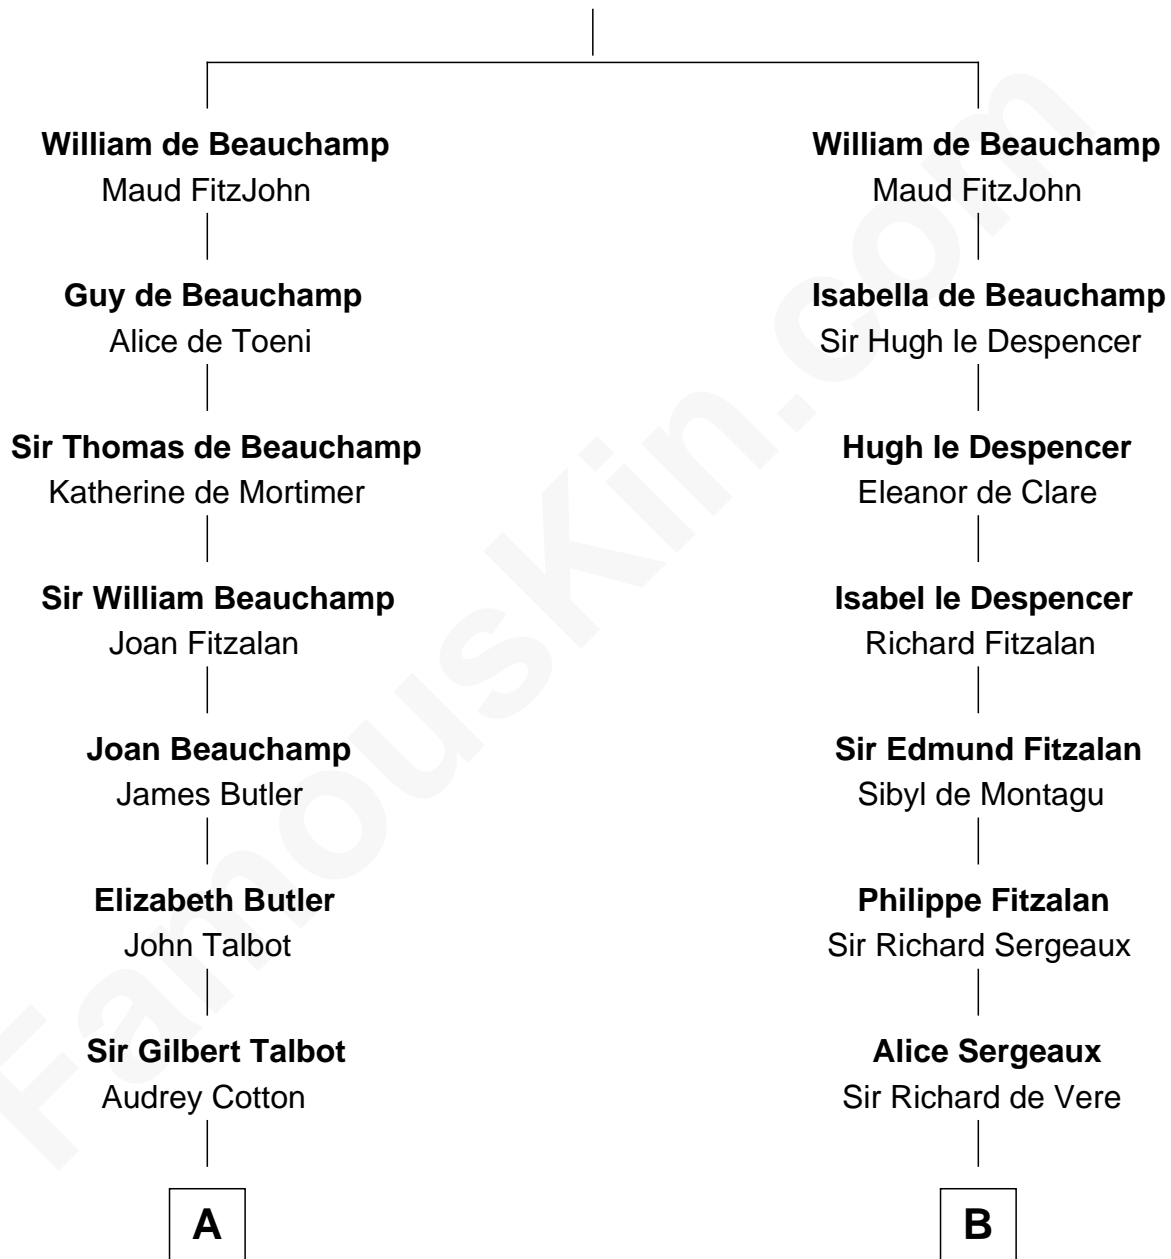 William de Beauchamp
Maud FitzJohn
Guy de Beauchamp
Alice de Toeni
Sir Thomas de Beauchamp
Katherine de Mortimer
Sir William Beauchamp
Joan Fitzalan
Joan Beauchamp
James Butler
Elizabeth Butler
John Talbot
Sir Gilbert Talbot
Audrey Cotton
A
William de Beauchamp
Maud FitzJohn
Isabella de Beauchamp
Sir Hugh le Despencer
Hugh le Despencer
Eleanor de Clare
Isabel le Despencer
Richard Fitzalan
Sir Edmund Fitzalan
Sibyl de Montagu
Philippe Fitzalan
Sir Richard Sergeaux
Alice Sergeaux
Sir Richard de Vere
B
FamousKin.com